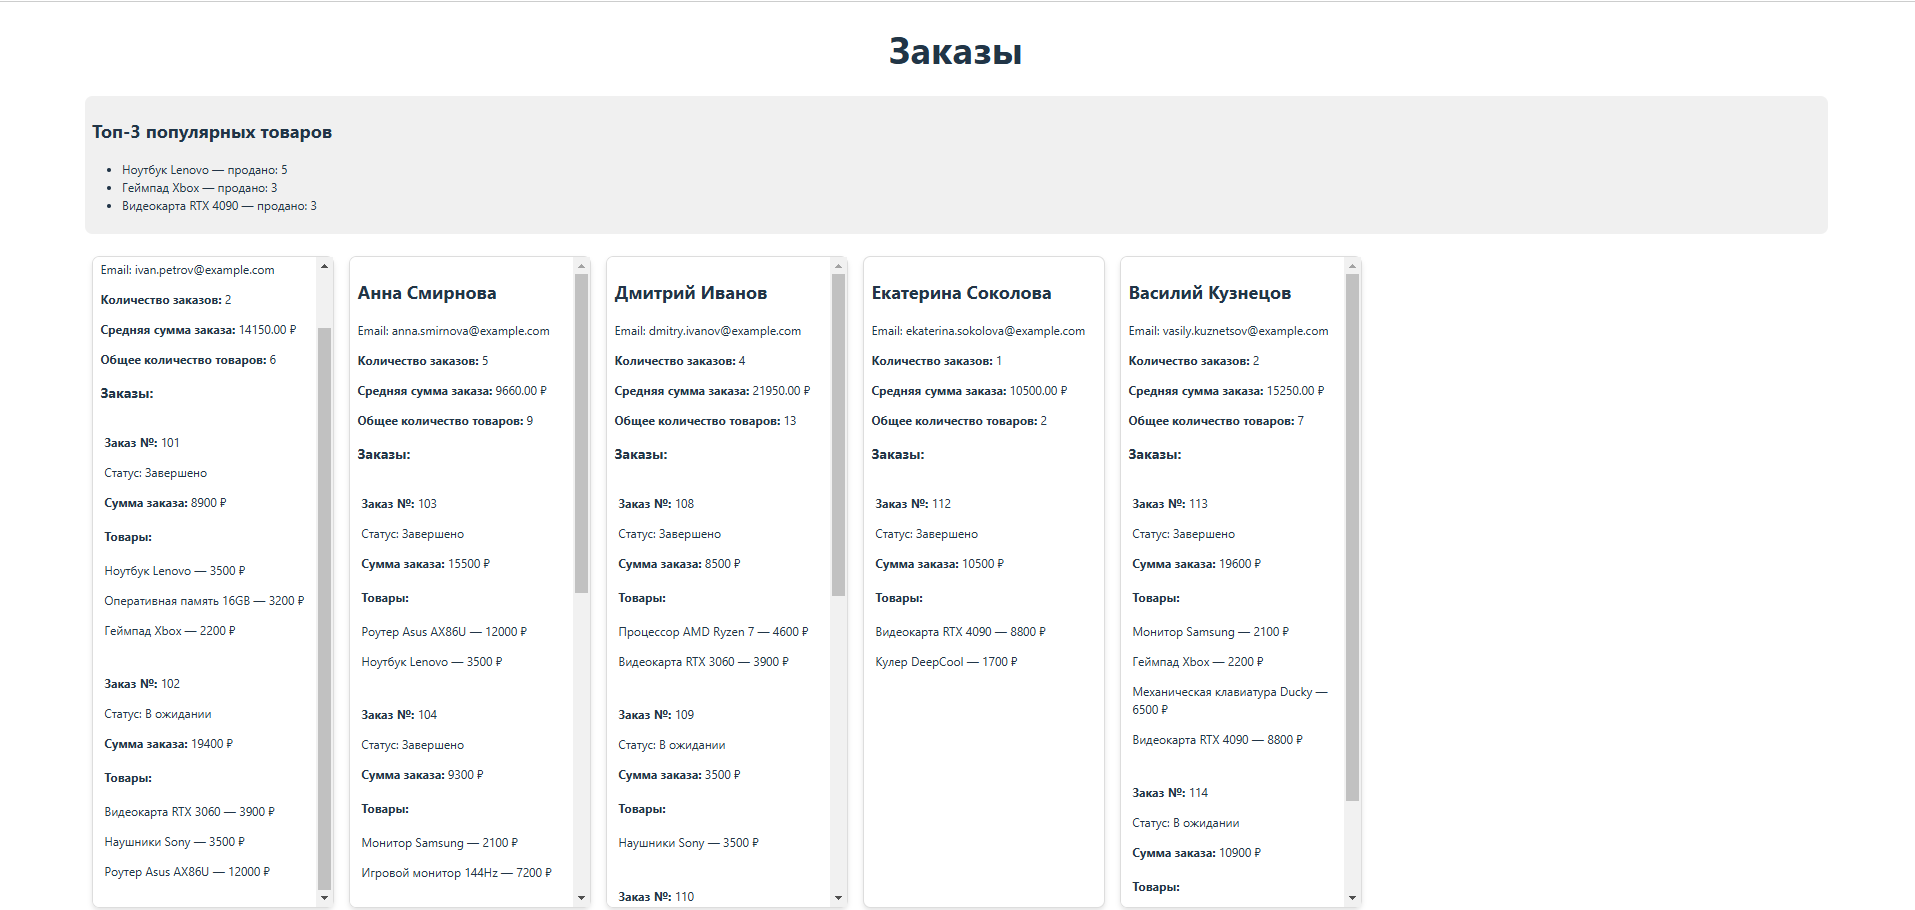 Заказы
Топ-3 популярных товаров
Ноутбук Lenovo — продано: 5
Геймпад Xbox — продано: 3
Видеокарта RTX 4090 — продано: 3
Email: ivan.petrov@example.com
Количество заказов: 2
Средняя сумма заказа: 14150.00 ₽
Общее количество товаров: 6
Заказы:
Заказ №: 101
Статус: Завершено
Сумма заказа: 8900 ₽
Товары:
Ноутбук Lenovo — 3500 ₽
Оперативная память 16GB — 3200 ₽
Геймпад Xbox — 2200 ₽
Заказ №: 102
Статус: В ожидании
Сумма заказа: 19400 ₽
Товары:
Видеокарта RTX 3060 — 3900 ₽
Наушники Sony — 3500 ₽
Роутер Asus AX86U — 12000 ₽
Анна Смирнова
Email: anna.smirnova@example.com
Количество заказов: 5
Средняя сумма заказа: 9660.00 ₽
Общее количество товаров: 9
Заказы:
Заказ №: 103
Статус: Завершено
Сумма заказа: 15500 ₽
Товары:
Роутер Asus AX86U — 12000 ₽
Ноутбук Lenovo — 3500 ₽
Заказ №: 104
Статус: Завершено
Сумма заказа: 9300 ₽
Товары:
Монитор Samsung — 2100 ₽
Игровой монитор 144Hz — 7200 ₽
Дмитрий Иванов
Email: dmitry.ivanov@example.com
Количество заказов: 4
Средняя сумма заказа: 21950.00 ₽
Общее количество товаров: 13
Заказы:
Заказ №: 108
Статус: Завершено
Сумма заказа: 8500 ₽
Товары:
Процессор AMD Ryzen 7 — 4600 ₽
Видеокарта RTX 3060 — 3900 ₽
Заказ №: 109
Статус: В ожидании
Сумма заказа: 3500 ₽
Товары:
Наушники Sony — 3500 ₽
Заказ №: 110
Екатерина Соколова
Email: ekaterina.sokolova@example.com
Количество заказов: 1
Средняя сумма заказа: 10500.00 ₽
Общее количество товаров: 2
Заказы:
Заказ №: 112
Статус: Завершено
Сумма заказа: 10500 ₽
Товары:
Видеокарта RTX 4090 — 8800 ₽
Кулер DeepCool — 1700 ₽
Василий Кузнецов
Email: vasily.kuznetsov@example.com
Количество заказов: 2
Средняя сумма заказа: 15250.00 ₽
Общее количество товаров: 7
Заказы:
Заказ №: 113
Статус: Завершено
Сумма заказа: 19600 ₽
Товары:
Монитор Samsung — 2100 ₽
Геймпад Xbox — 2200 ₽
Механическая клавиатура Ducky —
6500 ₽
Видеокарта RTX 4090 — 8800 ₽
Заказ №: 114
Статус: В ожидании
Сумма заказа: 10900 ₽
Товары: